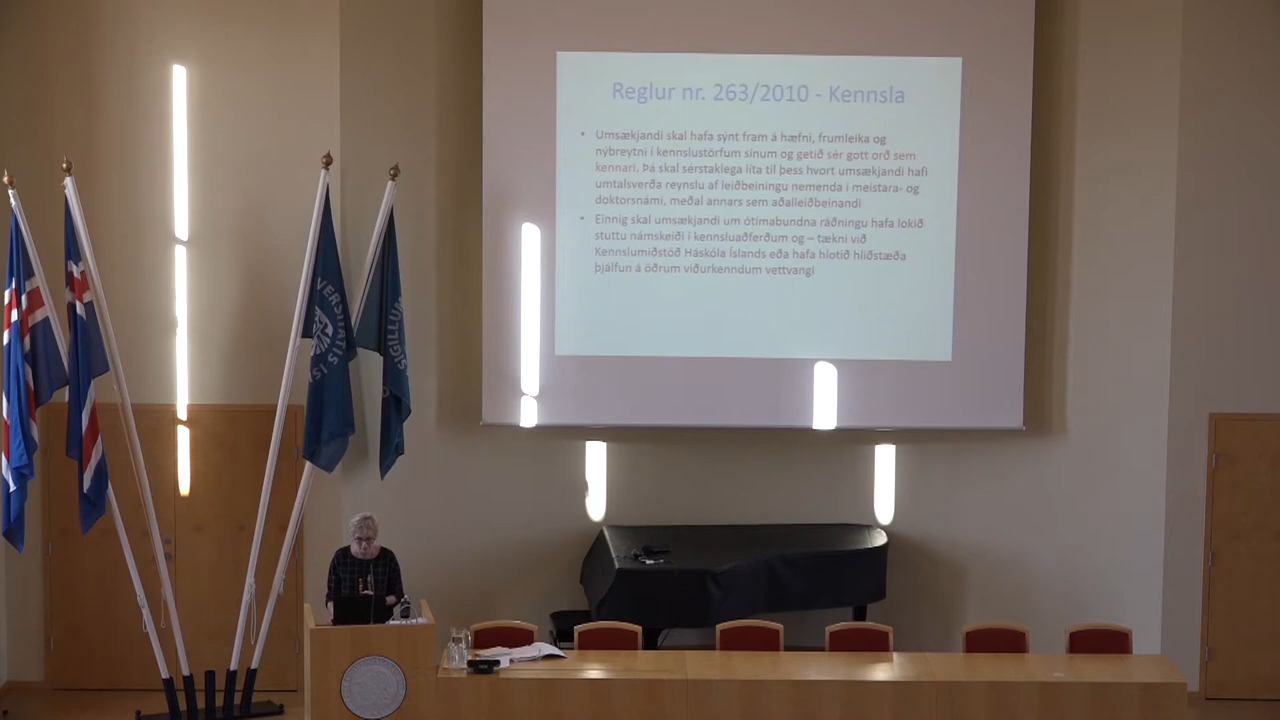 Reglur nr. 263/2010 - Kennsla
• Umsækjandi skal hafa sýnt fram á hæfni, frumleika og
nýbreytni í kennslustörfum sínum og getið sér gott orð sem
kennari. Þá skal sérstaklega líta til þess hvort umsækjandi hafi
umtalsverða reynslu af leiðbeiningu nemenda í meistara- og
doktorsnámi, meðal annars sem aðalleiðbeinandi
• Einnig skal umsækjandi um ótímabundna ráðningu hafa lokið
stuttu námskeiði í kennsluaðferðum og – tækni við
Kennslumiðstöð Háskóla Íslands eða hafa hlotið hliðstæða
þjálfun á öðrum viðurkenndum vettvangi
VERSITATIS IS
SIGILLUM